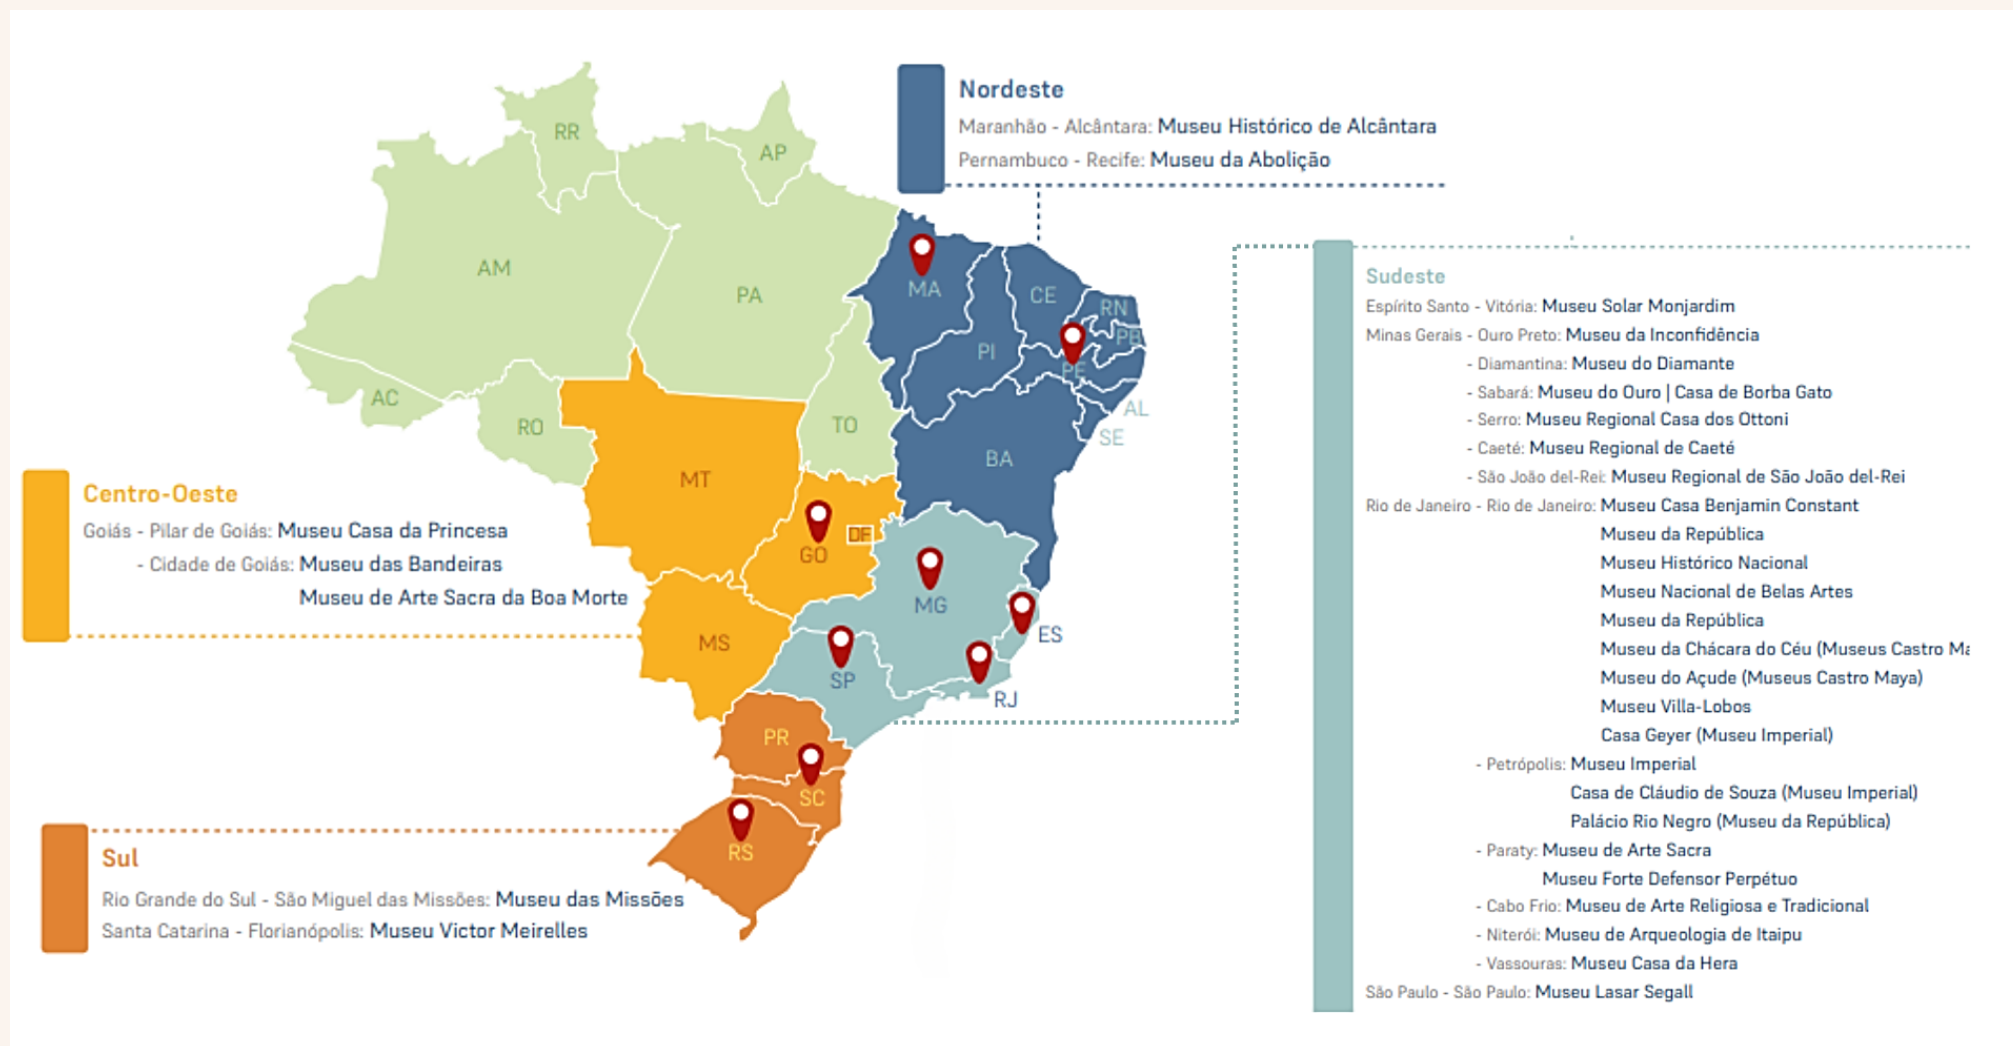 Nordeste
Maranhão - Alcântara: Museu Histórico de Alcântara
Pernambuco - Recife: Museu da Abolição
RR
AP
AM
PA
MA
CE
RN
PB
PI
PE
AC
RO
TO
AL
SE
BA
MT
GO
DF
MG
ES
MS
SP
RJ
PR
SC
RS
Centro-Oeste
Goiás - Pilar de Goiás: Museu Casa da Princesa
- Cidade de Goiás: Museu das Bandeiras
Museu de Arte Sacra da Boa Morte
Sul
Rio Grande do Sul - São Miguel das Missões: Museu das Missões
Santa Catarina - Florianópolis: Museu Victor Meirelles
Sudeste
Espírito Santo - Vitória: Museu Solar Monjardim
Minas Gerais - Ouro Preto: Museu da Inconfidência
- Diamantina: Museu do Diamante
- Sabará: Museu do Ouro | Casa de Borba Gato
- Serro: Museu Regional Casa dos Ottoni
- Caeté: Museu Regional de Caeté
- São João del-Rei: Museu Regional de São João del-Rei
Rio de Janeiro - Rio de Janeiro: Museu Casa Benjamin Constant
Museu da República
Museu Histórico Nacional
Museu Nacional de Belas Artes
Museu da República
Museu da Chácara do Céu (Museus Castro Ma
Museu do Açude (Museus Castro Maya)
Museu Villa-Lobos
Casa Geyer (Museu Imperial)
- Petrópolis: Museu Imperial
Casa de Cláudio de Souza (Museu Imperial)
Palácio Rio Negro (Museu da República)
- Paraty: Museu de Arte Sacra
Museu Forte Defensor Perpétuo
- Cabo Frio: Museu de Arte Religiosa e Tradicional
- Niterói: Museu de Arqueologia de Itaipu
- Vassouras: Museu Casa da Hera
São Paulo - São Paulo: Museu Lasar Segall